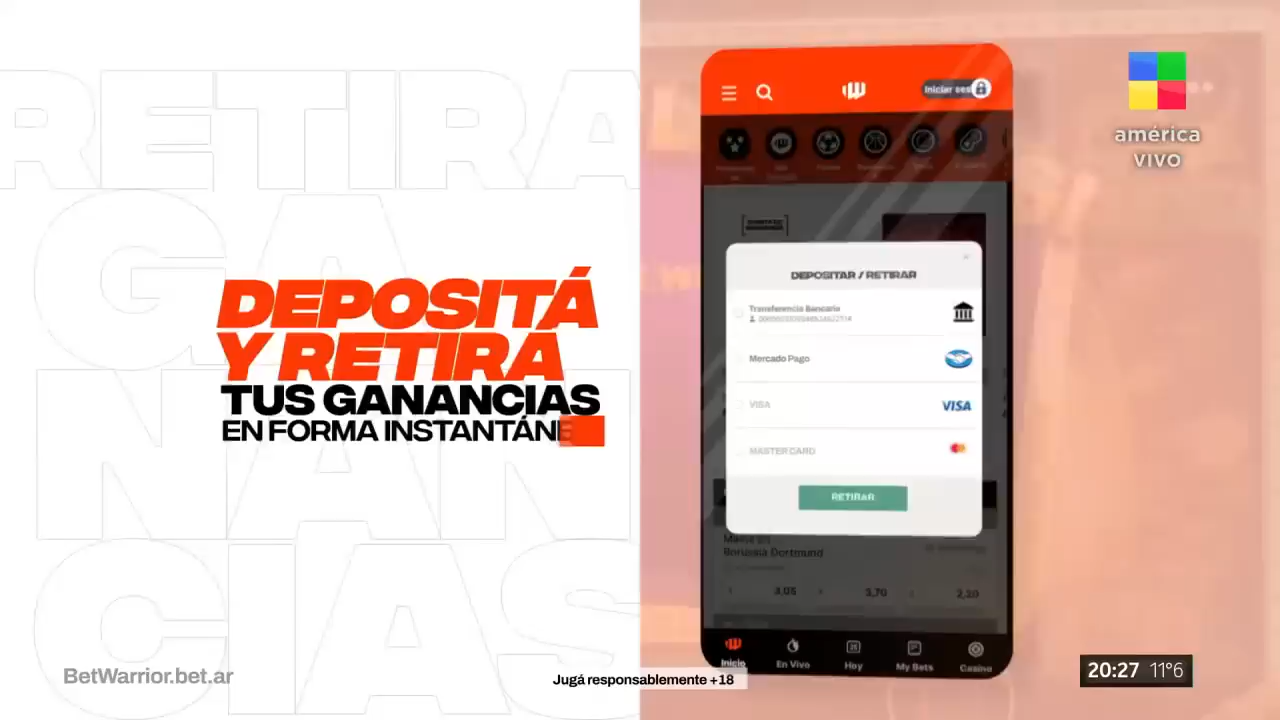 RETIRA
GA
NAN
CIAS
DEPOSITÁ
Y RETIRÁ
TUS GANANCIAS
EN FORMA INSTANTÁNE
BetWarrior.bet.ar
Jugá responsablemente +18
Iniciar ses
DEPOSITAR / RETIRAR
Transferencia Bancaria
Mercado Pago
VISA
VISA
MASTER CARD
RETIRAR
Borussia Dortmund
3,05
3,70
2,20
Inicio
En Vivo
Hoy
My Bets
Casino
américa
VIVO
20:27 11°6